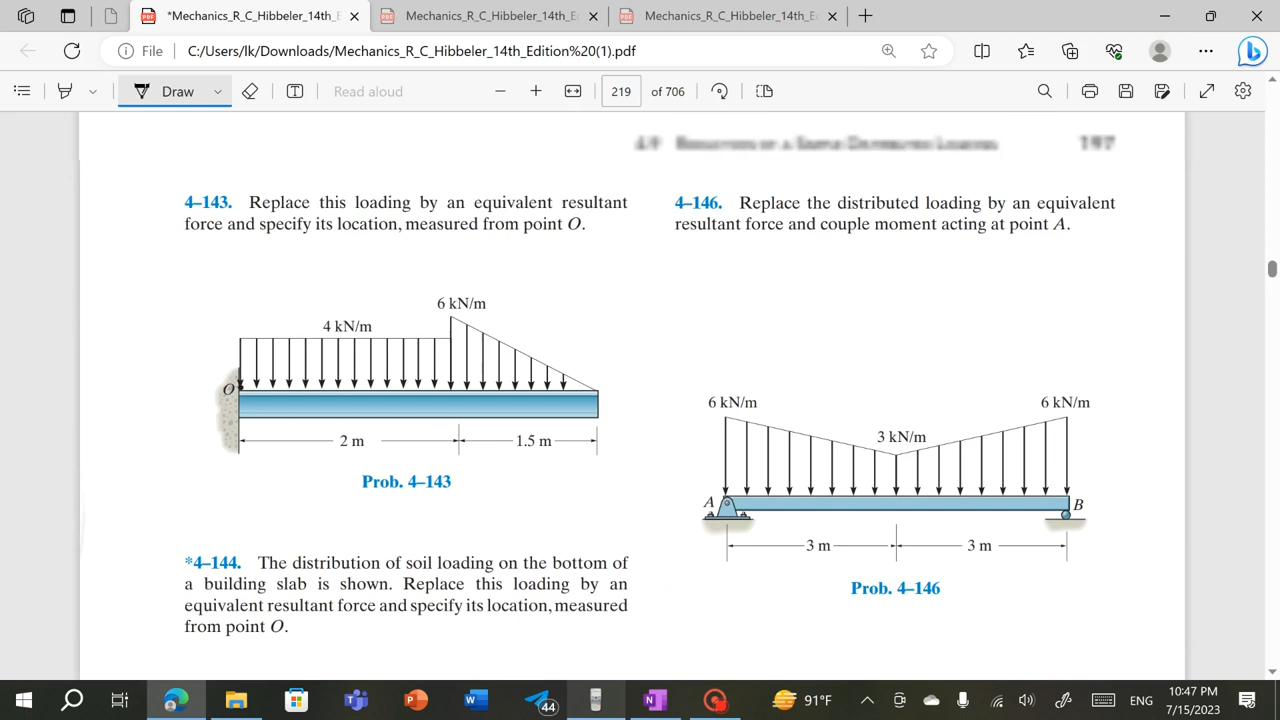 *Mechanics_R_C_Hibbeler_14th_E
Mechanics_R_C_Hibbeler_14th_Ed
Mechanics_R_C_Hibbeler_14th_Ed
File
C:/Users/lk/Downloads/Mechanics_R_C_Hibbeler_14th_Edition%20(1).pdf
Draw
Read aloud
219 of 706
197
4–143. Replace this loading by an equivalent resultant
force and specify its location, measured from point O.
6 kN/m
4 kN/m
O
2 m
1.5 m
Prob. 4–143
*4–144. The distribution of soil loading on the bottom of
a building slab is shown. Replace this loading by an
equivalent resultant force and specify its location, measured
from point O.
4–146. Replace the distributed loading by an equivalent
resultant force and couple moment acting at point A.
6 kN/m
6 kN/m
3 kN/m
A
B
3 m
3 m
Prob. 4–146
44
91°F
ENG
10:47 PM
7/15/2023